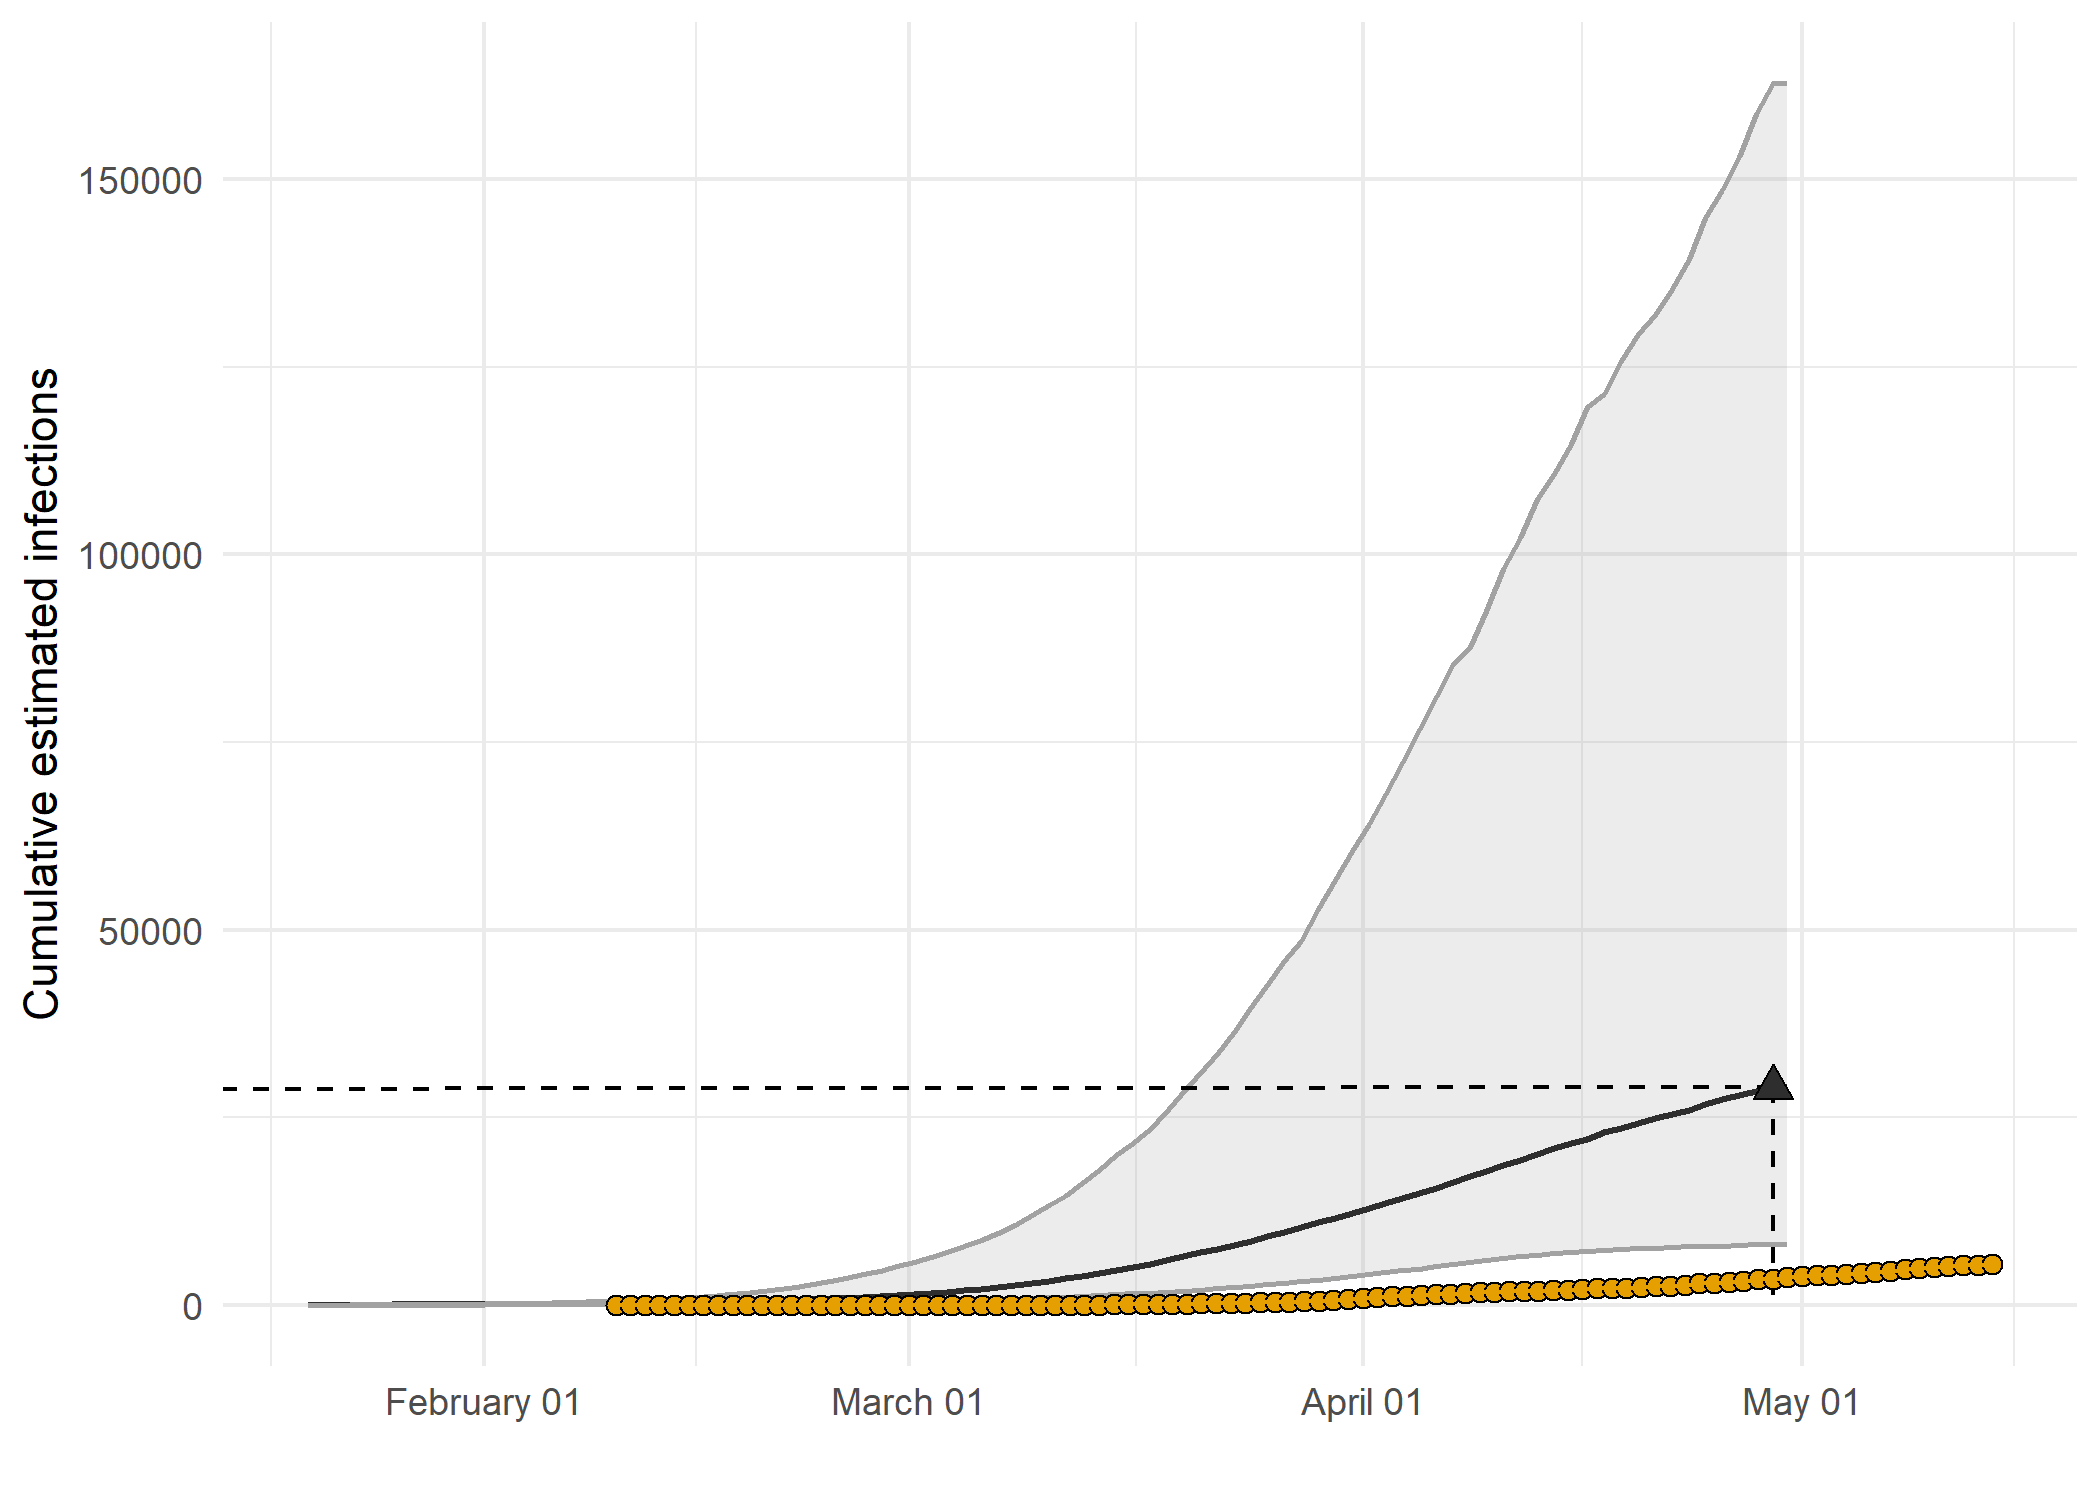 Cumulative estimated infections
150000
100000
50000
0
February 01
March 01
April 01
May 01